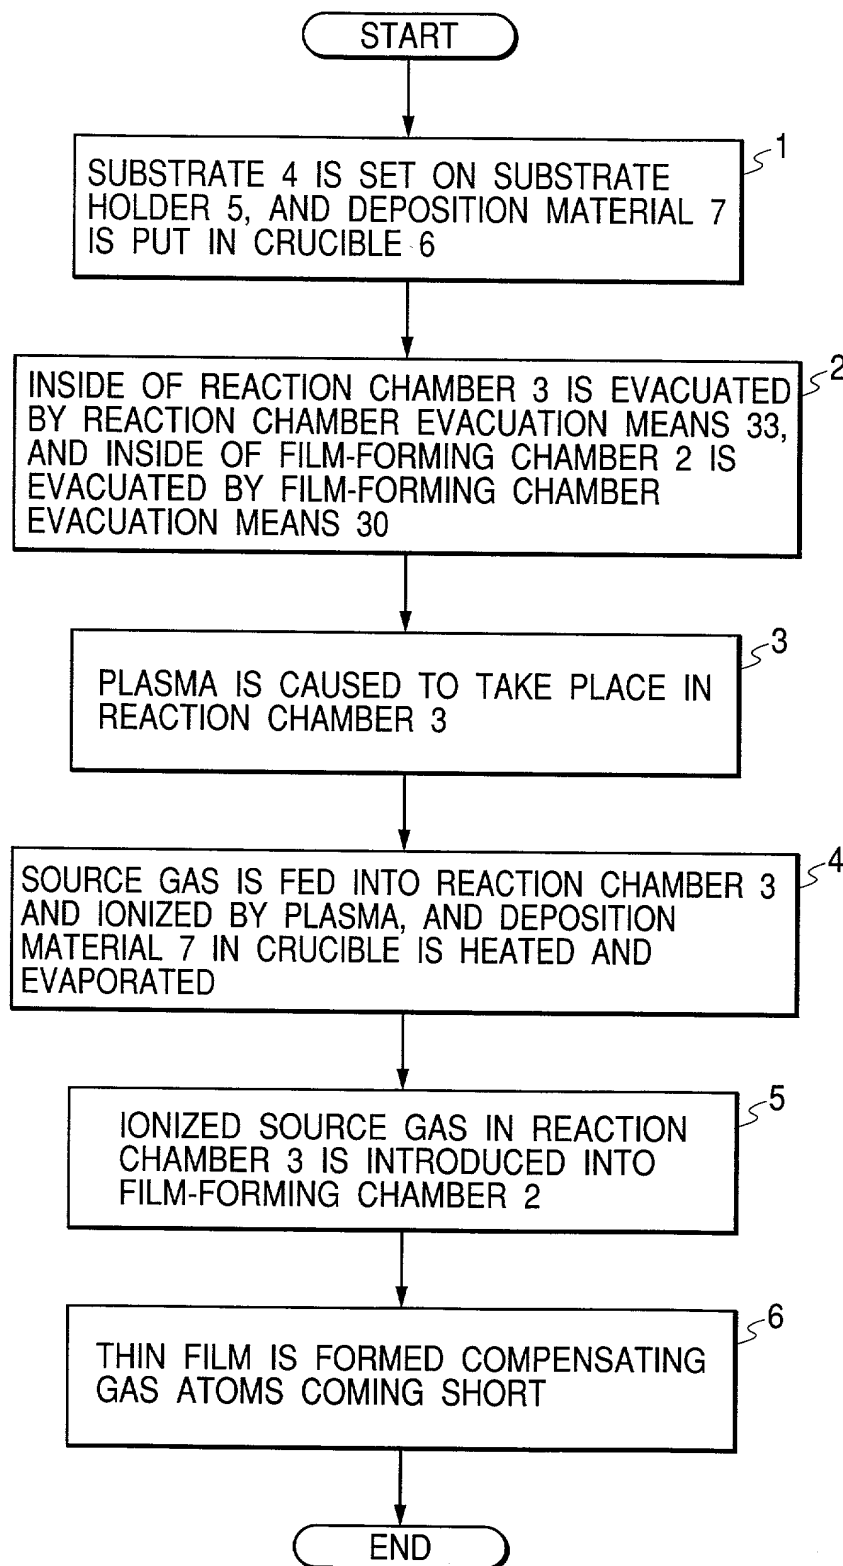 START
1
SUBSTRATE 4 IS SET ON SUBSTRATE
HOLDER 5, AND DEPOSITION MATERIAL 7
IS PUT IN CRUCIBLE 6
2
INSIDE OF REACTION CHAMBER 3 IS EVACUATED
BY REACTION CHAMBER EVACUATION MEANS 33,
AND INSIDE OF FILM-FORMING CHAMBER 2 IS
EVACUATED BY FILM-FORMING CHAMBER
EVACUATION MEANS 30
3
PLASMA IS CAUSED TO TAKE PLACE IN
REACTION CHAMBER 3
4
SOURCE GAS IS FED INTO REACTION CHAMBER 3
AND IONIZED BY PLASMA, AND DEPOSITION
MATERIAL 7 IN CRUCIBLE IS HEATED AND
EVAPORATED
5
IONIZED SOURCE GAS IN REACTION
CHAMBER 3 IS INTRODUCED INTO
FILM-FORMING CHAMBER 2
6
THIN FILM IS FORMED COMPENSATING
GAS ATOMS COMING SHORT
END